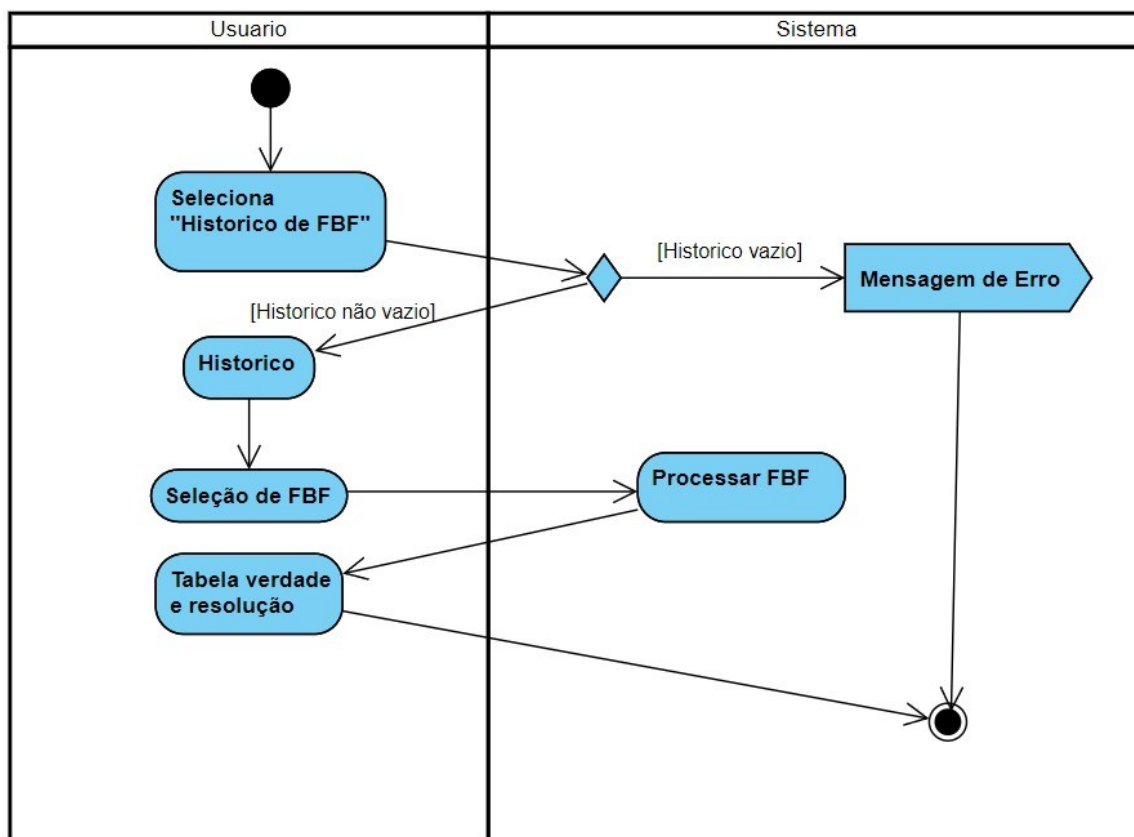 Usuario
Sistema
Seleciona
"Historico de FBF"
[Historico vazio]
Mensagem de Erro
[Historico não vazio]
Historico
Seleção de FBF
Processar FBF
Tabela verdade
e resolução